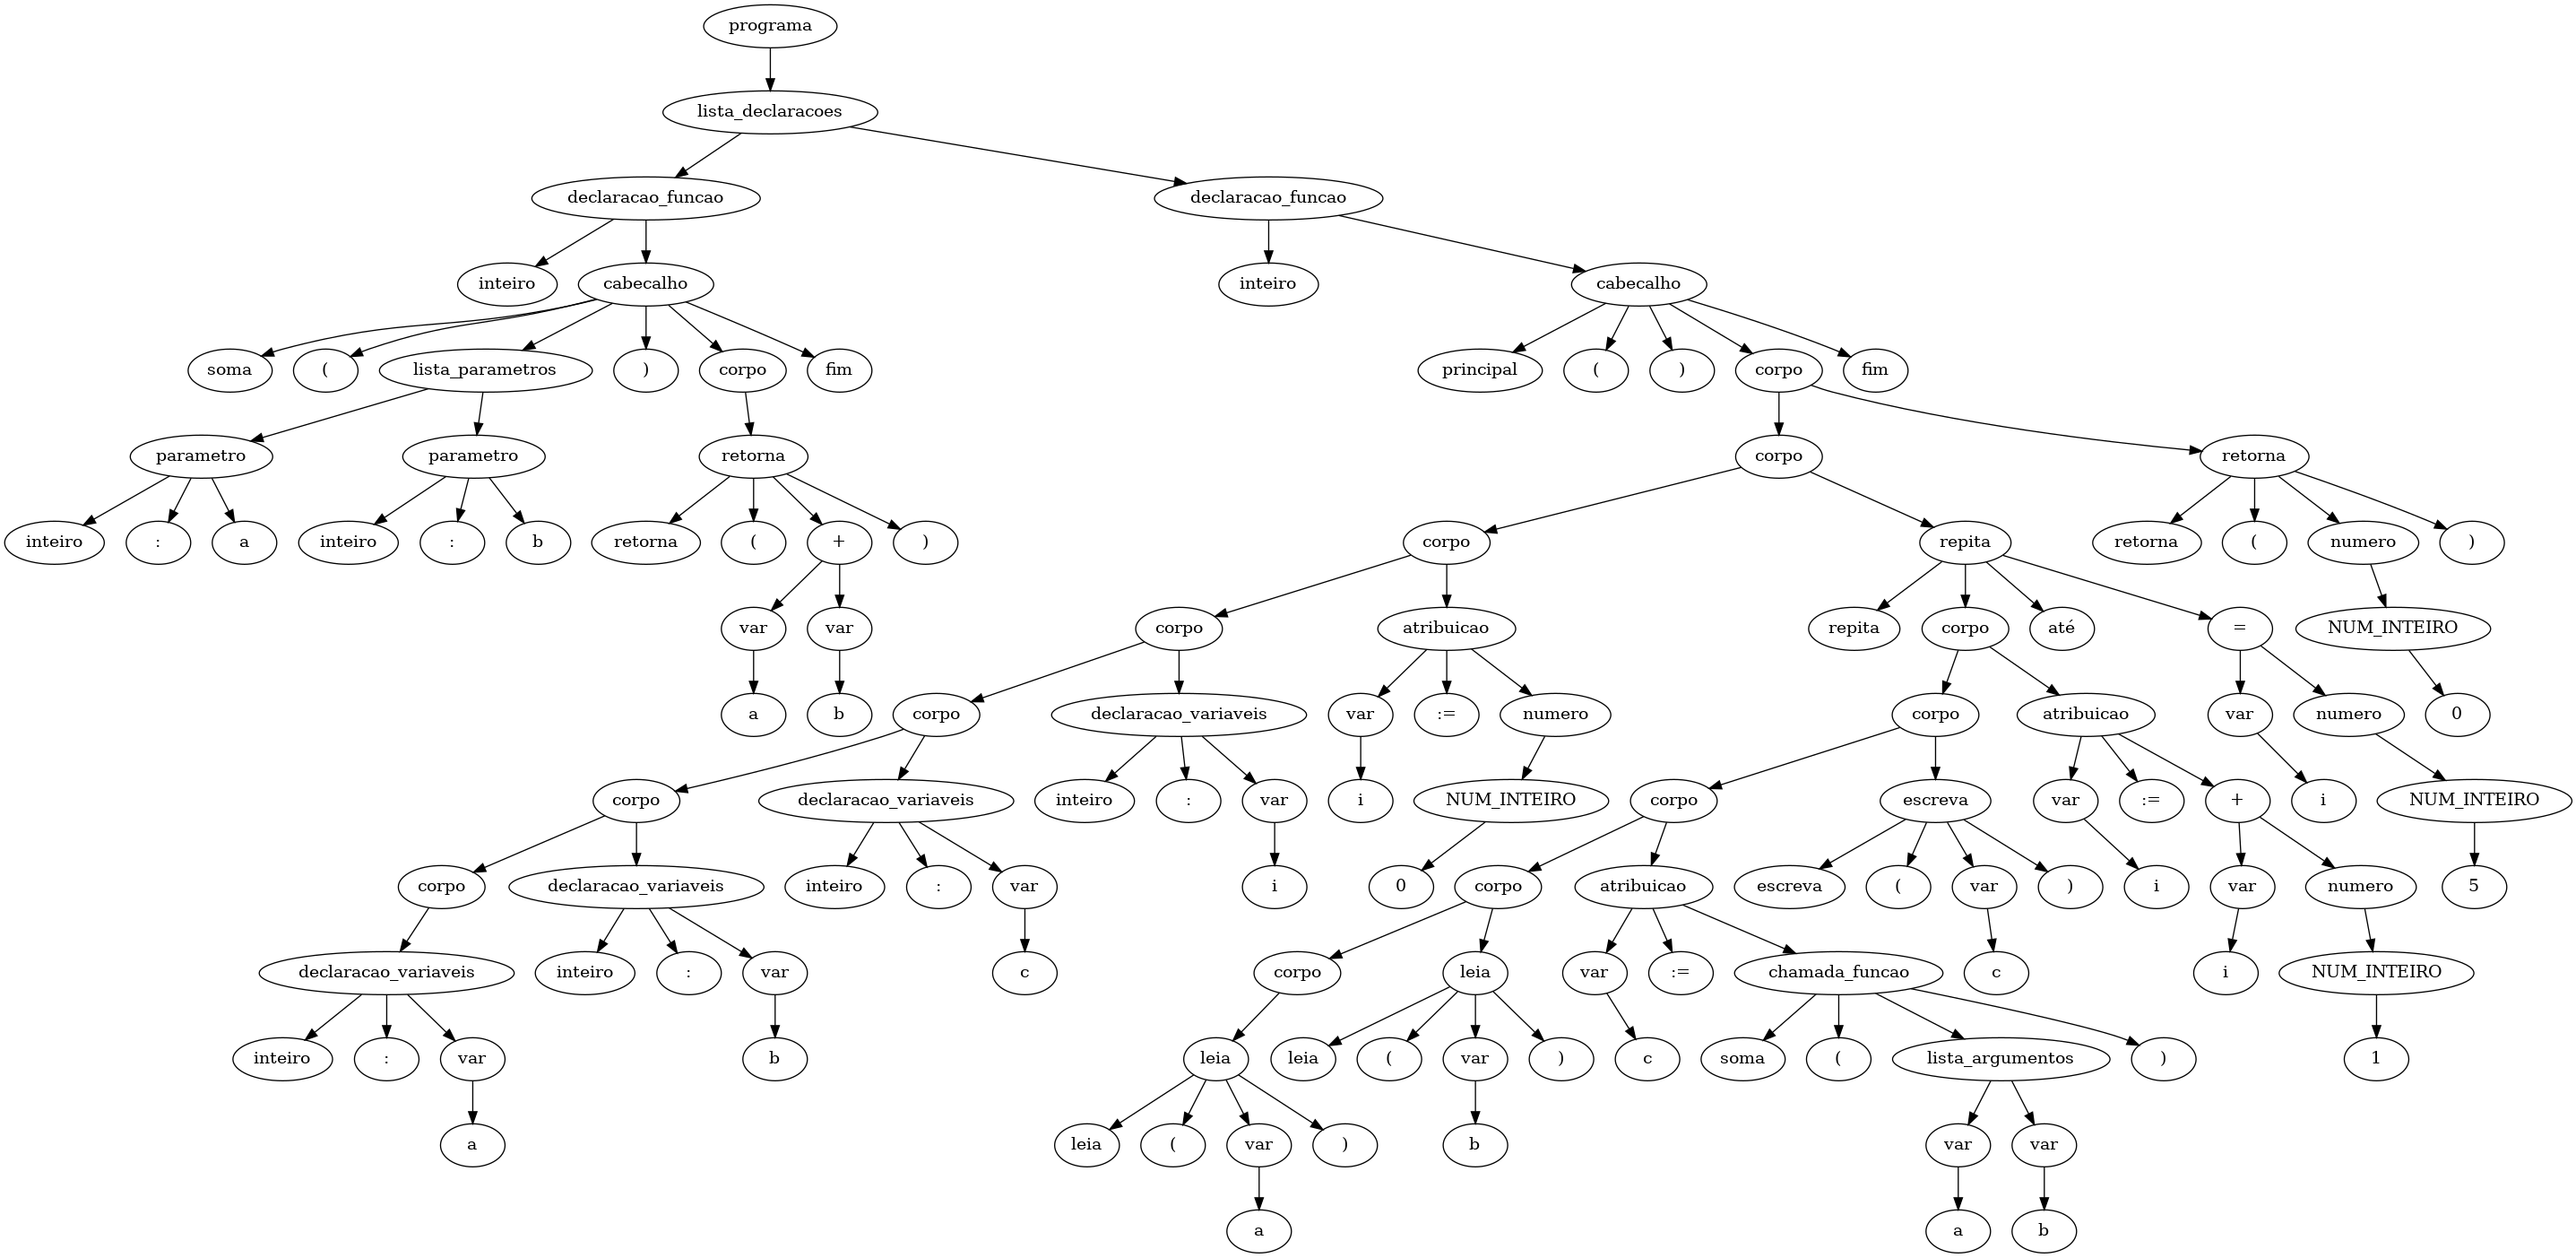 programa
lista_declaracoes
declaracao_funcao declaracao_funcao
inteiro cabecalho inteiro cabecalho
soma ( lista_parametros ) corpo fim principal ( ) corpo fim
parametro parametro retorna corpo retorna
inteiro : a inteiro : b retorna ( + ) corpo repita retorna ( numero )
var var corpo atribuicao repita corpo até = NUM_INTEIRO
a b corpo declaracao_variaveis var := numero corpo atribuicao var numero 0
corpo declaracao_variaveis inteiro : var i NUM_INTEIRO corpo escreva var := + i NUM_INTEIRO
corpo declaracao_variaveis inteiro : var i 0 corpo atribuicao escreva ( var ) i var numero 5
declaracao_variaveis inteiro : var c corpo leia var := chamada_funcao c i NUM_INTEIRO
inteiro : var b leia leia ( var ) c soma ( lista_argumentos ) 1
a leia ( var ) b var var
a a b